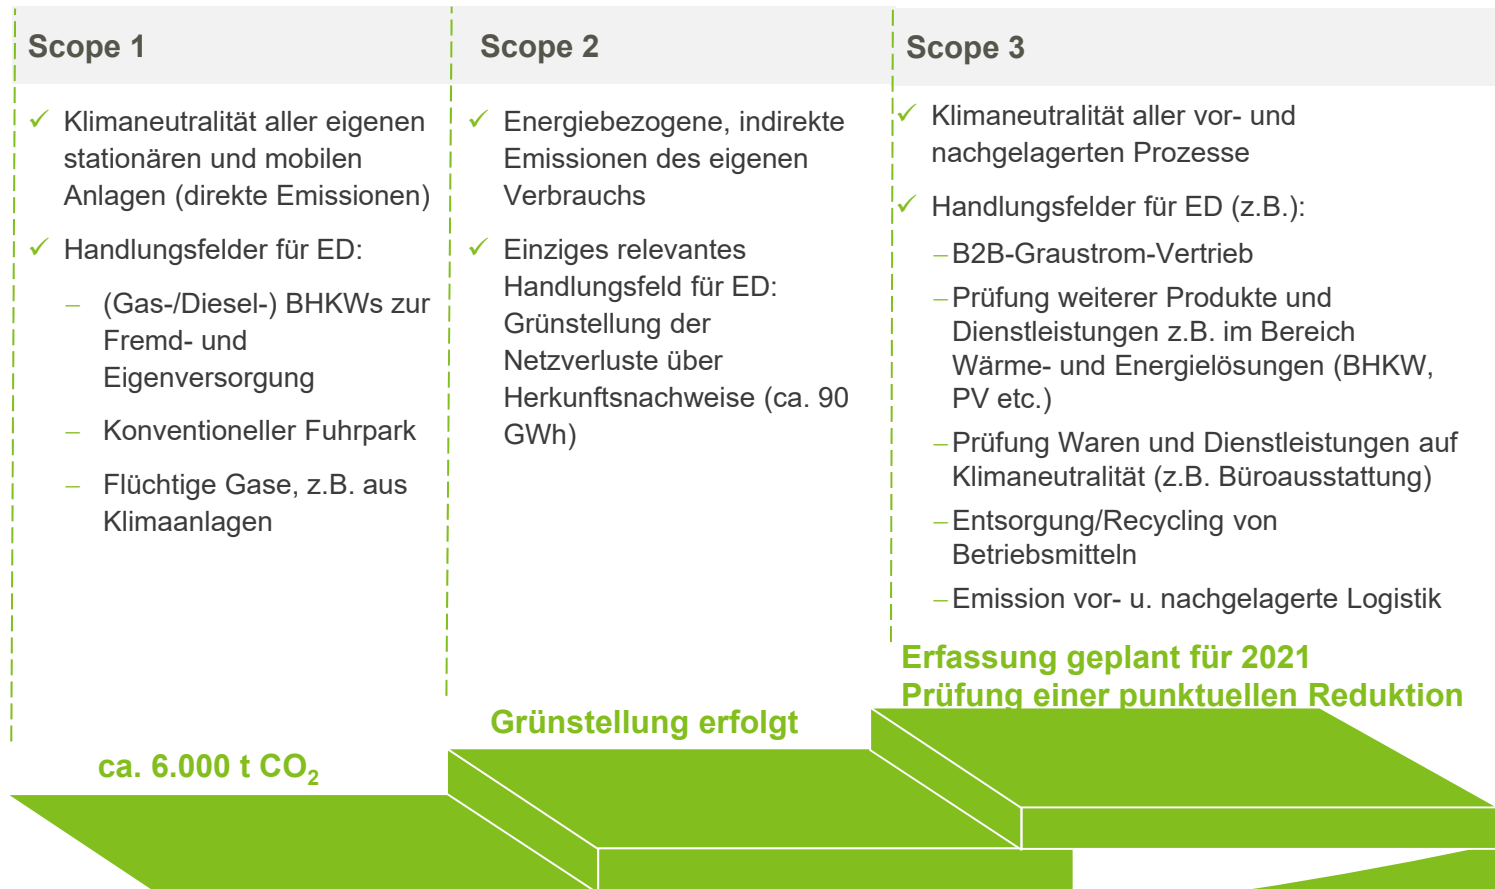 Scope 1
✓ Klimaneutralität aller eigenen
stationären und mobilen
Anlagen (direkte Emissionen)
✓ Handlungsfelder für ED:
– (Gas-/Diesel-) BHKWs zur
Fremd- und
Eigenversorgung
– Konventioneller Fuhrpark
– Flüchtige Gase, z.B. aus
Klimaanlagen
ca. 6.000 t CO₂
Scope 2
✓ Energiebezogene, indirekte
Emissionen des eigenen
Verbrauchs
✓ Einziges relevantes
Handlungsfeld für ED:
Grünstellung der
Netzverluste über
Herkunftsnachweise (ca. 90
GWh)
Grünstellung erfolgt
Scope 3
✓ Klimaneutralität aller vor- und
nachgelagerten Prozesse
✓ Handlungsfelder für ED (z.B.):
– B2B-Graustrom-Vertrieb
– Prüfung weiterer Produkte und
Dienstleistungen z.B. im Bereich
Wärme- und Energielösungen (BHKW,
PV etc.)
– Prüfung Waren und Dienstleistungen auf
Klimaneutralität (z.B. Büroausstattung)
– Entsorgung/Recycling von
Betriebsmitteln
– Emission vor- u. nachgelagerte Logistik
Erfassung geplant für 2021
Prüfung einer punktuellen Reduktion